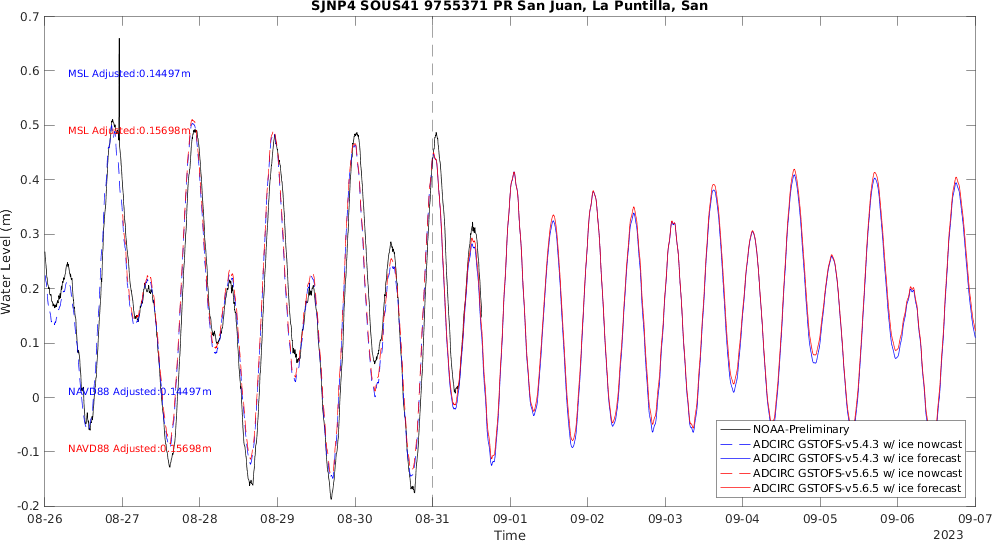 SJNP4 SOUS41 9755371 PR San Juan, La Puntilla, San
0.7
0.6
0.5
0.4
0.3
0.2
0.1
0
-0.1
-0.2
Water Level (m)
MSL Adjusted:0.14497m
MSL Adjusted:0.15698m
NAVD88 Adjusted:0.14497m
NAVD88 Adjusted:0.15698m
NOAA-Preliminary
ADCIRC GSTOFS-v5.4.3 w/ ice nowcast
ADCIRC GSTOFS-v5.4.3 w/ ice forecast
ADCIRC GSTOFS-v5.6.5 w/ ice nowcast
ADCIRC GSTOFS-v5.6.5 w/ ice forecast
08-26 08-27 08-28 08-29 08-30 08-31 09-01 09-02 09-03 09-04 09-05 09-06 09-07
Time
2023